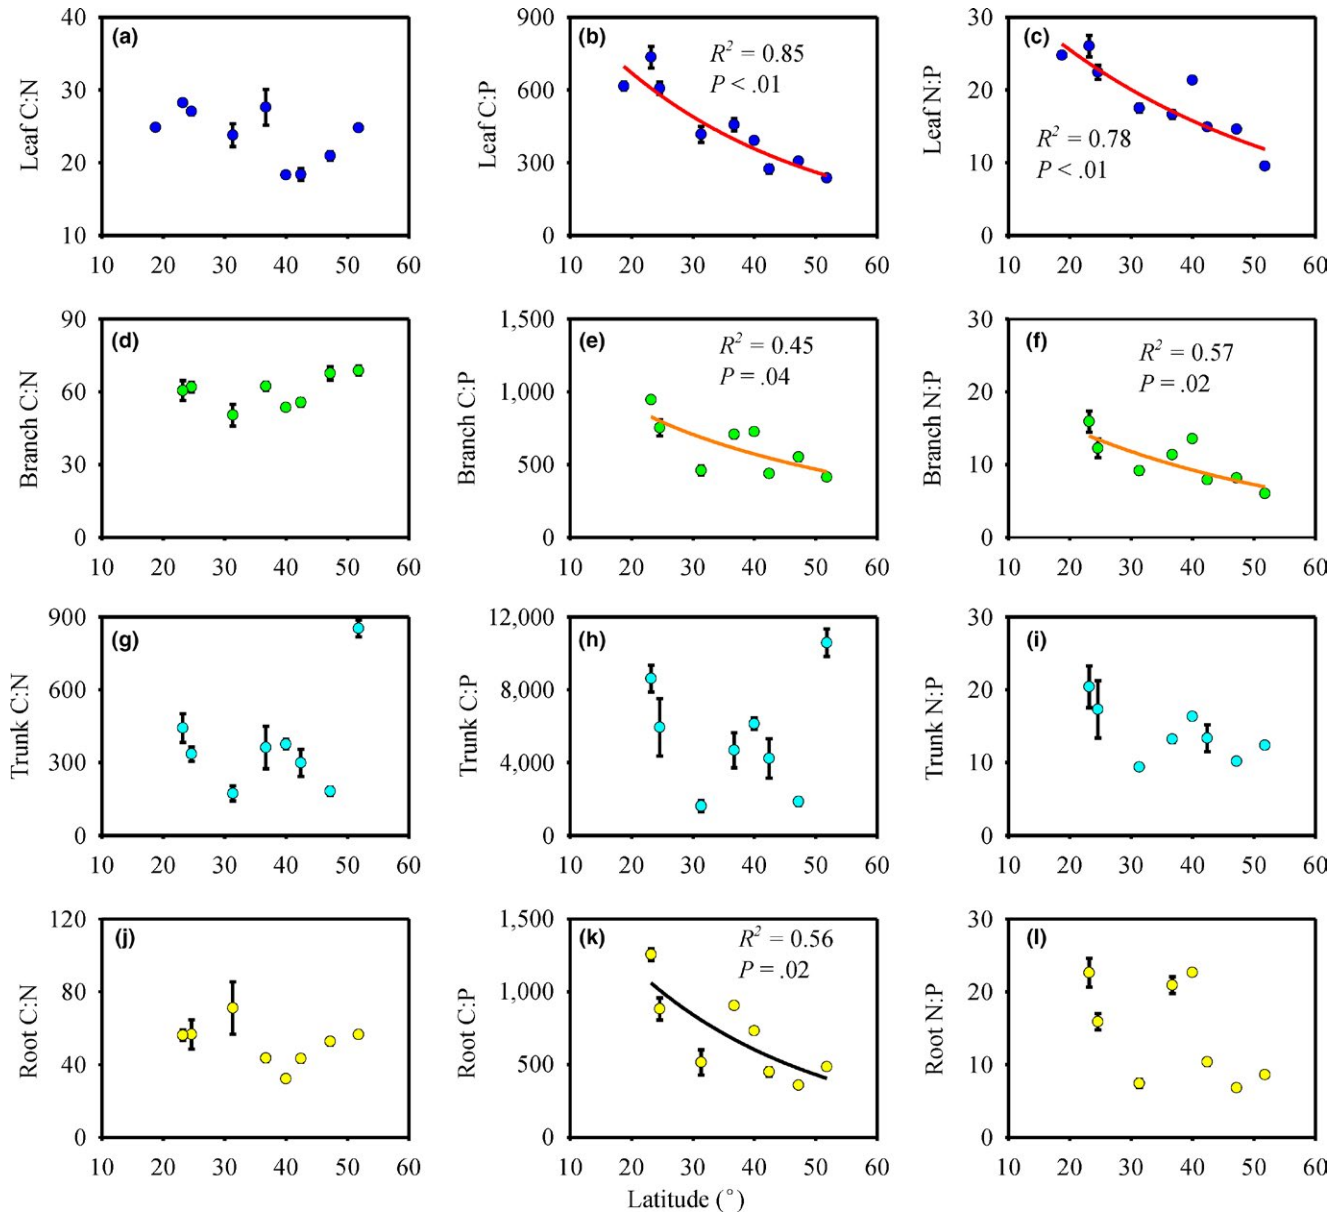 (a)
Leaf C:N
40
30
20
10
10 20 30 40 50 60
(b)
R² = 0.85
P < .01
Leaf C:P
900
600
300
0
10 20 30 40 50 60
(c)
R² = 0.78
P < .01
Leaf N:P
30
20
10
0
10 20 30 40 50 60
(d)
Branch C:N
90
60
30
0
10 20 30 40 50 60
(e)
R² = 0.45
P = .04
Branch C:P
1,500
1,000
500
0
10 20 30 40 50 60
(f)
R² = 0.57
P = .02
Branch N:P
30
20
10
0
10 20 30 40 50 60
(g)
Trunk C:N
900
600
300
0
10 20 30 40 50 60
(h)
Trunk C:P
12,000
8,000
4,000
0
10 20 30 40 50 60
(i)
Trunk N:P
30
20
10
0
10 20 30 40 50 60
(j)
Root C:N
120
80
40
0
10 20 30 40 50 60
(k)
R² = 0.56
P = .02
Root C:P
1,500
1,000
500
0
10 20 30 40 50 60
(l)
Root N:P
30
20
10
0
10 20 30 40 50 60
Latitude (°)